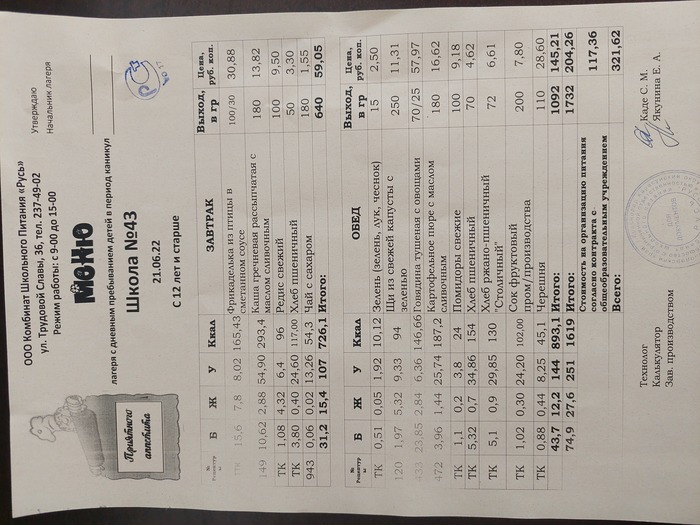 ООО Комбинат Школьного Питания «Русь»
ул. Трудовой Славы, 36, тел. 237-49-02
Режим работы: с 9-00 до 15-00
Утверждаю
Начальник лагеря
Приятного
аппетита
Меню
лагеря с дневным пребыванием детей в период каникул
Школа №43
21.06.22
С 12 лет и старше
№ Рецептуры Б Ж У Ккал ЗАВТРАК Выход, в гр Цена, руб. коп.
ТТК 15,6 7,8 8,02 165,43 Фрикаделька из птицы в сметанном соусе 100/30 30,88
149 10,62 2,88 54,90 293,4 Каша гречневая рассыпчатая с маслом сливочным 180 13,82
ТК 1,08 4,32 6,4 96 Редис свежий 100 9,50
ТК 3,80 0,40 24,60 117,00 Хлеб пшеничный 50 3,30
943 0,06 0,02 13,26 54,3 Чай с сахаром 180 1,55
31,2 15,4 107 726,1 Итого: 640 59,05
№ Рецептуры Б Ж У Ккал ОБЕД Выход, в гр Цена, руб. коп.
ТК 0,51 0,05 1,92 10,12 Зелень (зелень, лук, чеснок) 15 2,50
120 1,97 5,32 9,33 94 Щи из свежей капусты с зеленью 250 11,31
433 23,85 2,84 6,36 146,66 Говядина тушеная с овощами 70/25 57,97
472 3,96 1,44 25,74 187,2 Картофельное пюре с маслом сливочным 180 16,62
ТК 1,1 0,2 3,8 24 Помидоры свежие 100 9,18
ТК 5,32 0,7 34,86 154 Хлеб пшеничный 70 4,62
ТК 5,1 0,9 29,85 130 Хлеб ржано-пшеничный "Столичный" 72 6,61
ТК 1,02 0,30 24,20 102,00 Сок фруктовый пром/производства 200 7,80
ТК 0,88 0,44 8,25 45,1 Черешня 110 28,60
43,7 12,2 144 893,1 Итого: 1092 145,21
74,9 27,6 251 1619 Итого: 1732 204,26
Стоимость на организацию питания согласно контракта с общеобразовательным учреждением 117,36
Всего: 321,62
Технолог
Калькулятор Каде С. М.
Зав. производством Якунина Е. А.